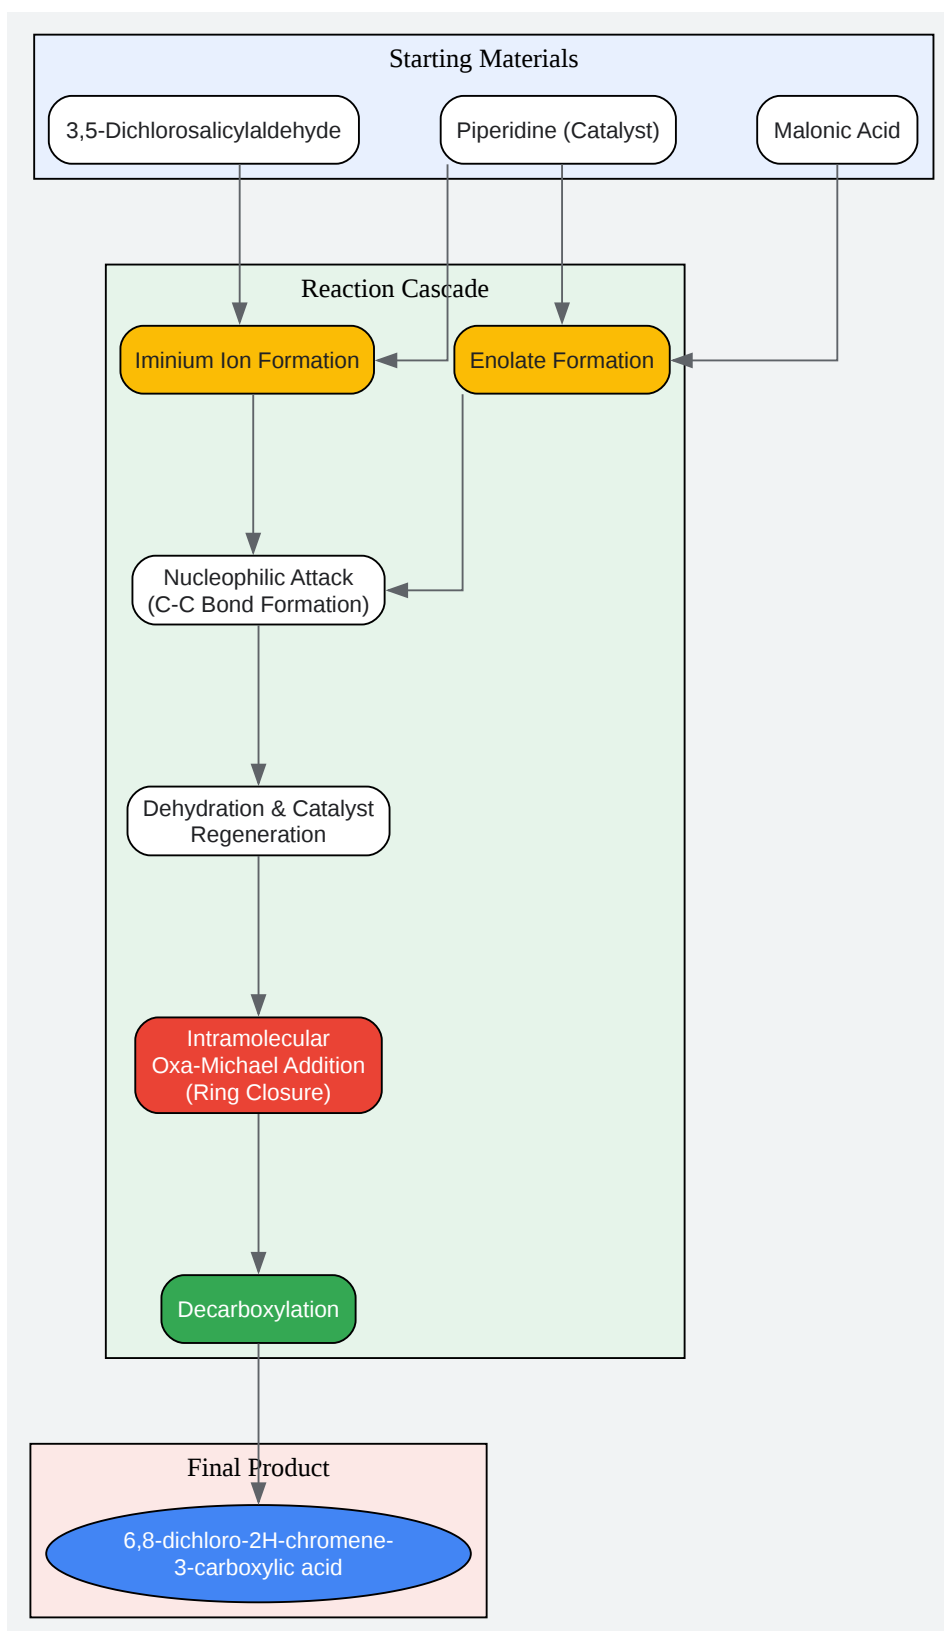 Starting Materials
3,5-Dichlorosalicylaldehyde
Piperidine (Catalyst)
Malonic Acid
Reaction Cascade
Iminium Ion Formation
Enolate Formation
Nucleophilic Attack
(C-C Bond Formation)
Dehydration & Catalyst
Regeneration
Intramolecular
Oxa-Michael Addition
(Ring Closure)
Decarboxylation
Final Product
6,8-dichloro-2H-chromene-
3-carboxylic acid